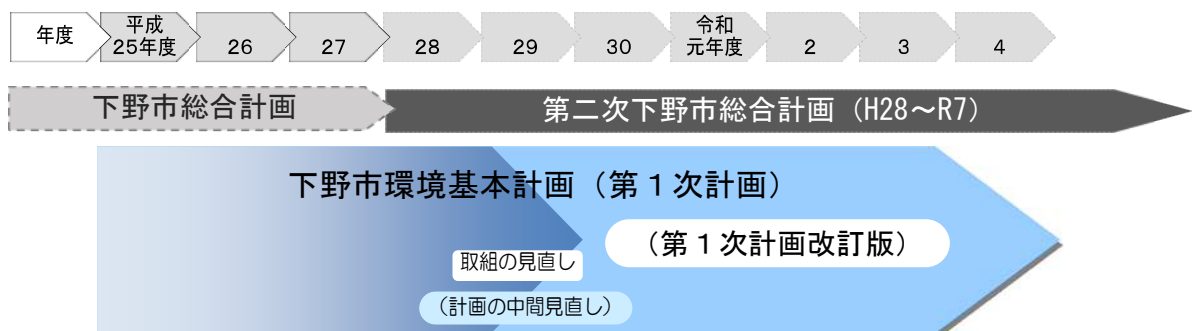 年度
平成
25年度
26
27
28
29
30
令和
元年度
2
3
4
下野市総合計画
第二次下野市総合計画（H28～R7）
下野市環境基本計画（第１次計画）
（第１次計画改訂版）
取組の見直し
（計画の中間見直し）